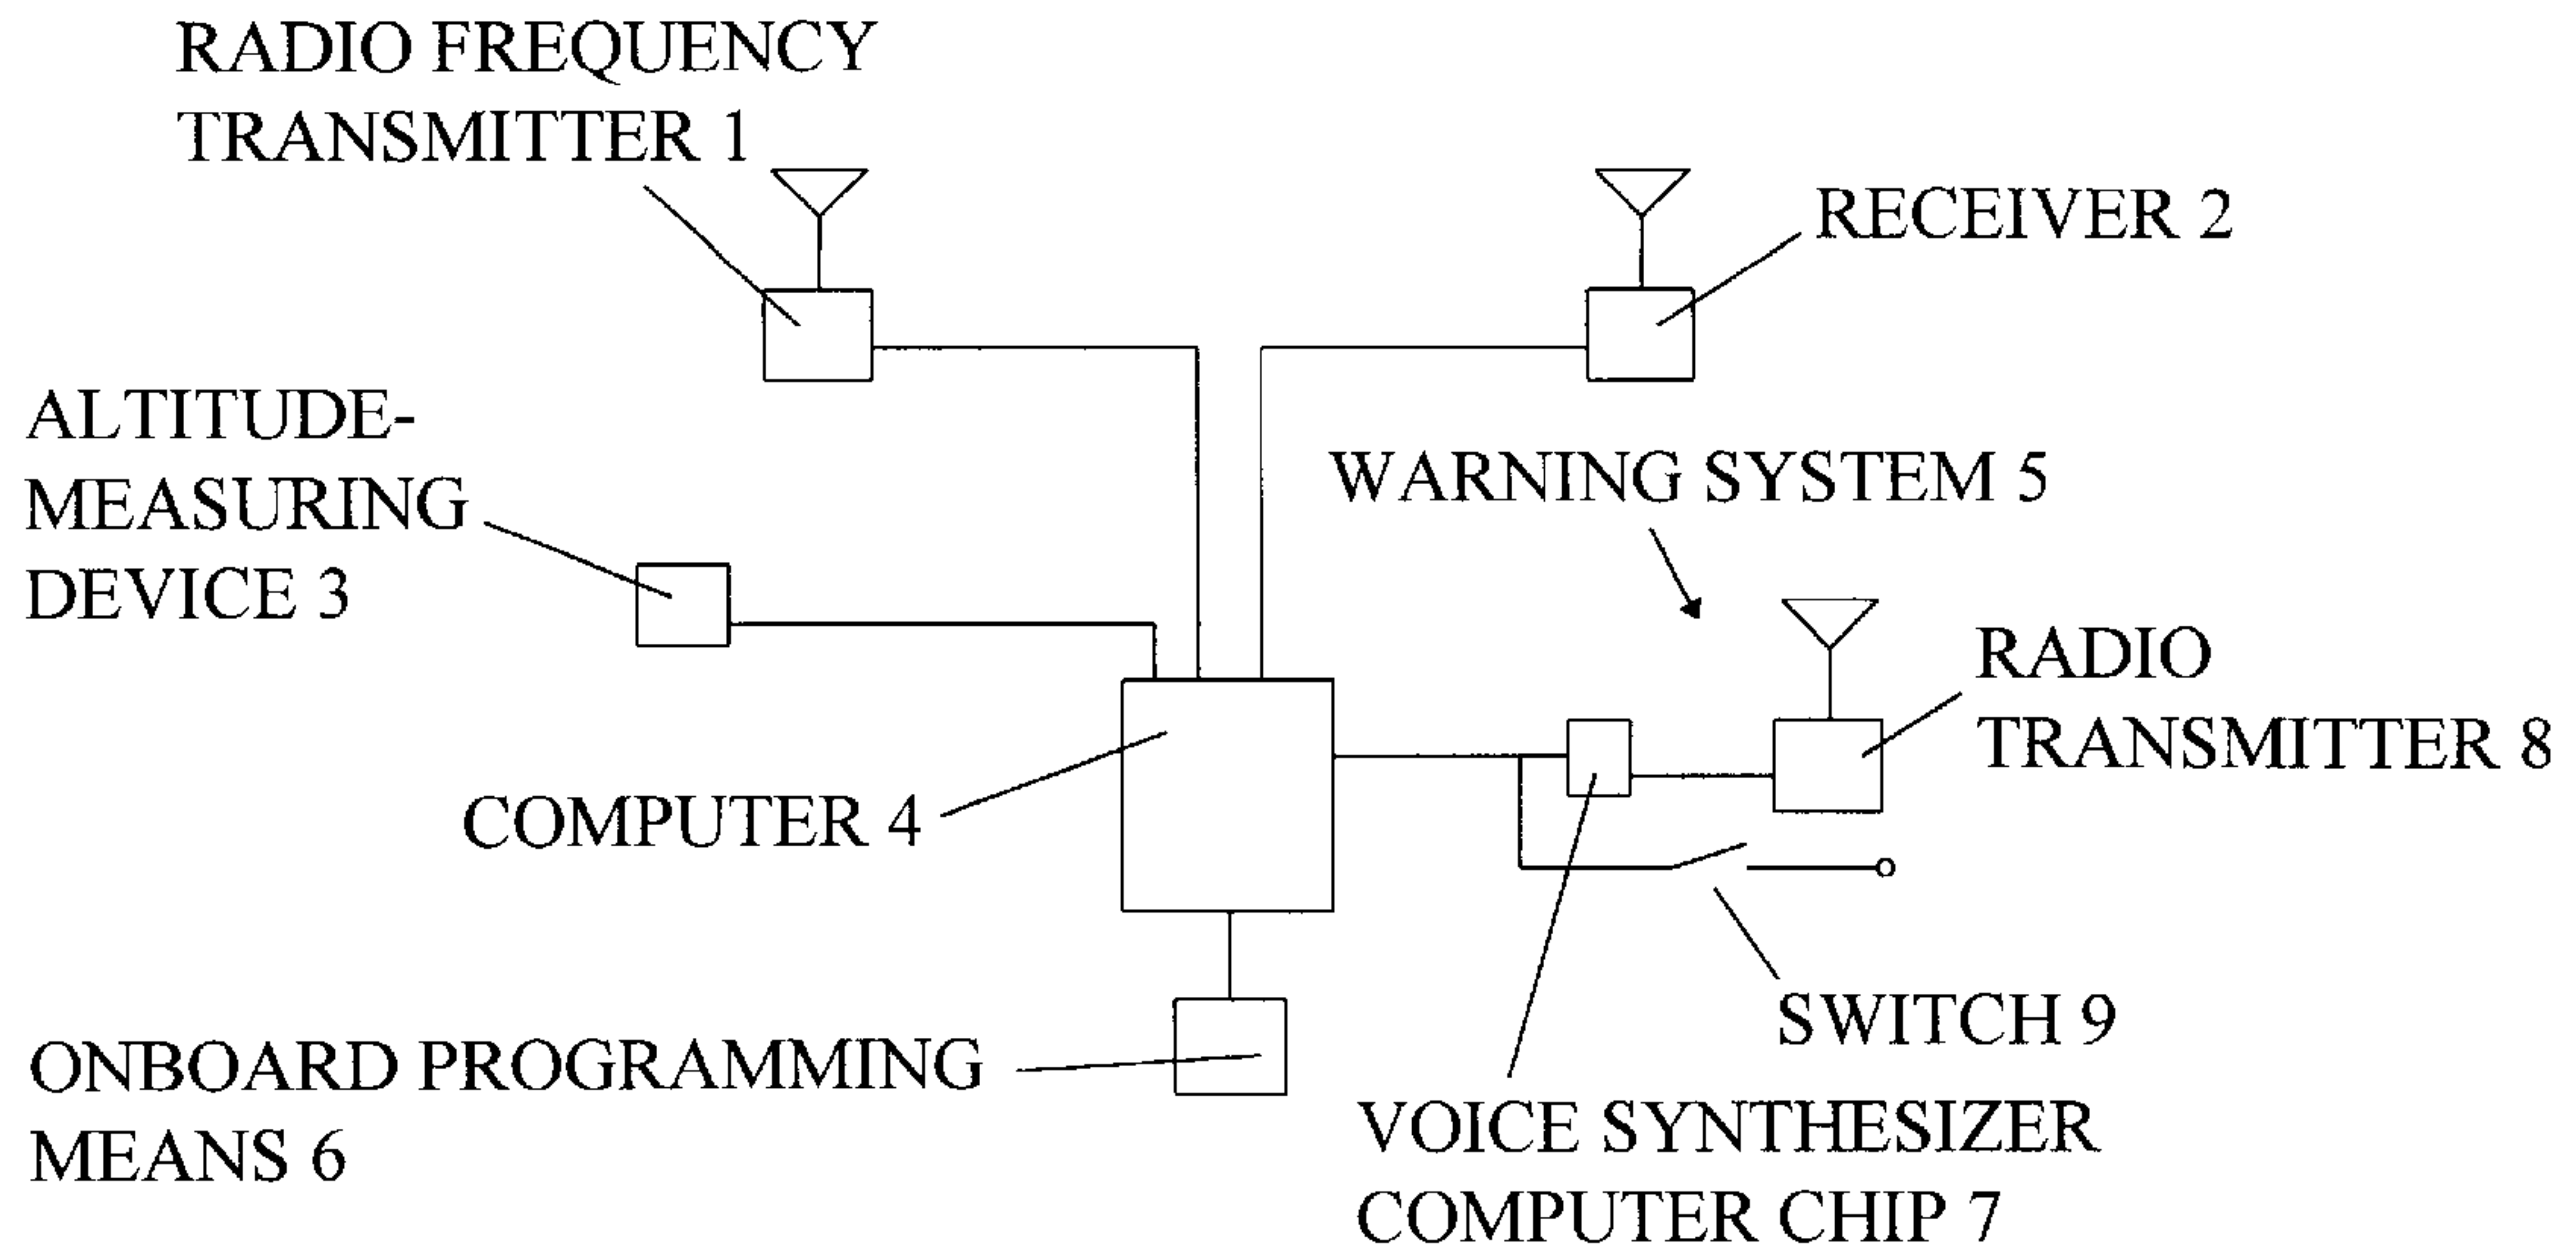 RADIO FREQUENCY
TRANSMITTER 1
RECEIVER 2
ALTITUDE-
MEASURING
DEVICE 3
WARNING SYSTEM 5
RADIO
TRANSMITTER 8
COMPUTER 4
SWITCH 9
ONBOARD PROGRAMMING
MEANS 6
VOICE SYNTHESIZER
COMPUTER CHIP 7